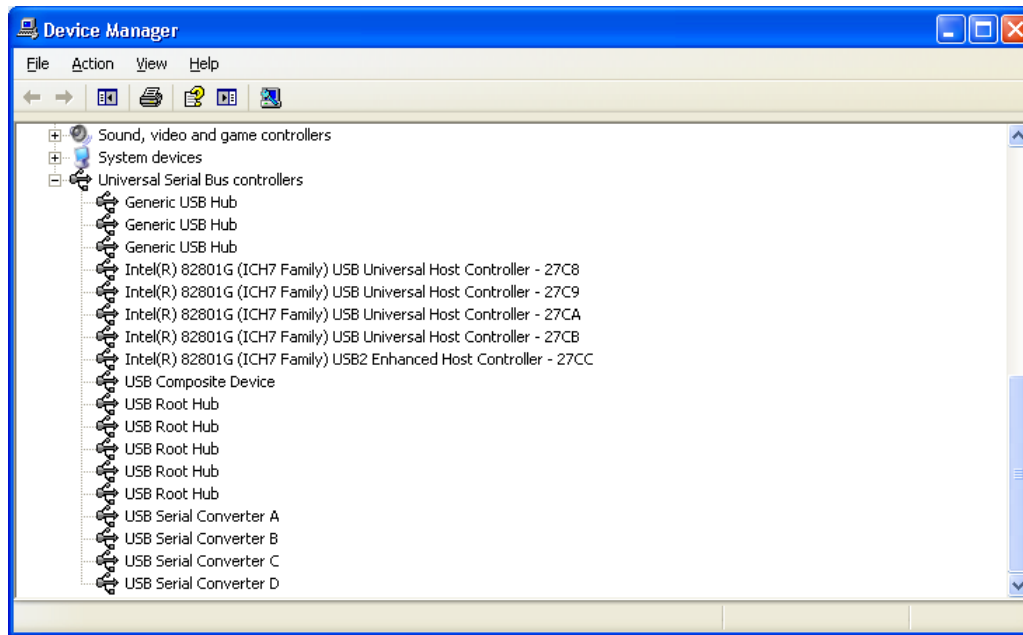 Device Manager
File Action View Help
Sound, video and game controllers
System devices
Universal Serial Bus controllers
Generic USB Hub
Generic USB Hub
Generic USB Hub
Intel(R) 82801G (ICH7 Family) USB Universal Host Controller - 27C8
Intel(R) 82801G (ICH7 Family) USB Universal Host Controller - 27C9
Intel(R) 82801G (ICH7 Family) USB Universal Host Controller - 27CA
Intel(R) 82801G (ICH7 Family) USB Universal Host Controller - 27CB
Intel(R) 82801G (ICH7 Family) USB2 Enhanced Host Controller - 27CC
USB Composite Device
USB Root Hub
USB Root Hub
USB Root Hub
USB Root Hub
USB Root Hub
USB Serial Converter A
USB Serial Converter B
USB Serial Converter C
USB Serial Converter D